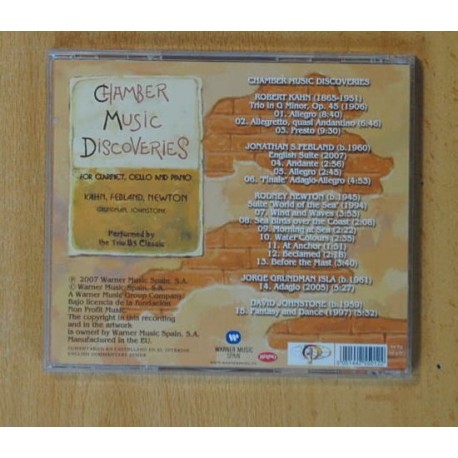 CHAMBER
MUSIC
DISCOVERIES
FOR CLARINET, CELLO AND PIANO
KAHN, FEBLAND, NEWTON
GRUNDMAN, JOHNSTONE
Performed by
the Trio B3 Classic
℗ 2007 Warner Music Spain, S.A.
© Warner Music Spain, S.A.
A Warner Music Group Company
Bajo licencia de la Fundación
Non Profit Music.
The copyright in this recording
and in the artwork
is owned by Warner Music Spain, S.A.
Manufactured in the EU.
CHAMBER MUSIC DISCOVERIES
ROBERT KAHN (1865-1951)
Trio in G Minor, Op. 45 (1906)
01. Allegro (8:40)
02. Allegretto, quasi Andantino (6:46)
03. Presto (9:30)
JONATHAN S.FEBLAND (b.1960)
English Suite (2007)
04. Andante (2:56)
05. Allegro (2:45)
06. "Finale" Adagio-Allegro (4:53)
RODNEY NEWTON (b.1945)
Suite "World of the Sea" (1994)
07. Wind and Waves (3:53)
08. Sea Birds over the Coast (2:08)
09. Morning at Sea (2:22)
10. Water Colours (2:35)
11. At Anchor (1:51)
12. Beclamed (2:18)
13. Before the Mast (3:40)
JORGE GRUNDMAN ISLA (b.1961)
14. Adagio (2005) (5:27)
DAVID JOHNSTONE (b.1959)
15. Fantasy and Dance (1997) (5:32)
WARNER MUSIC
SPAIN